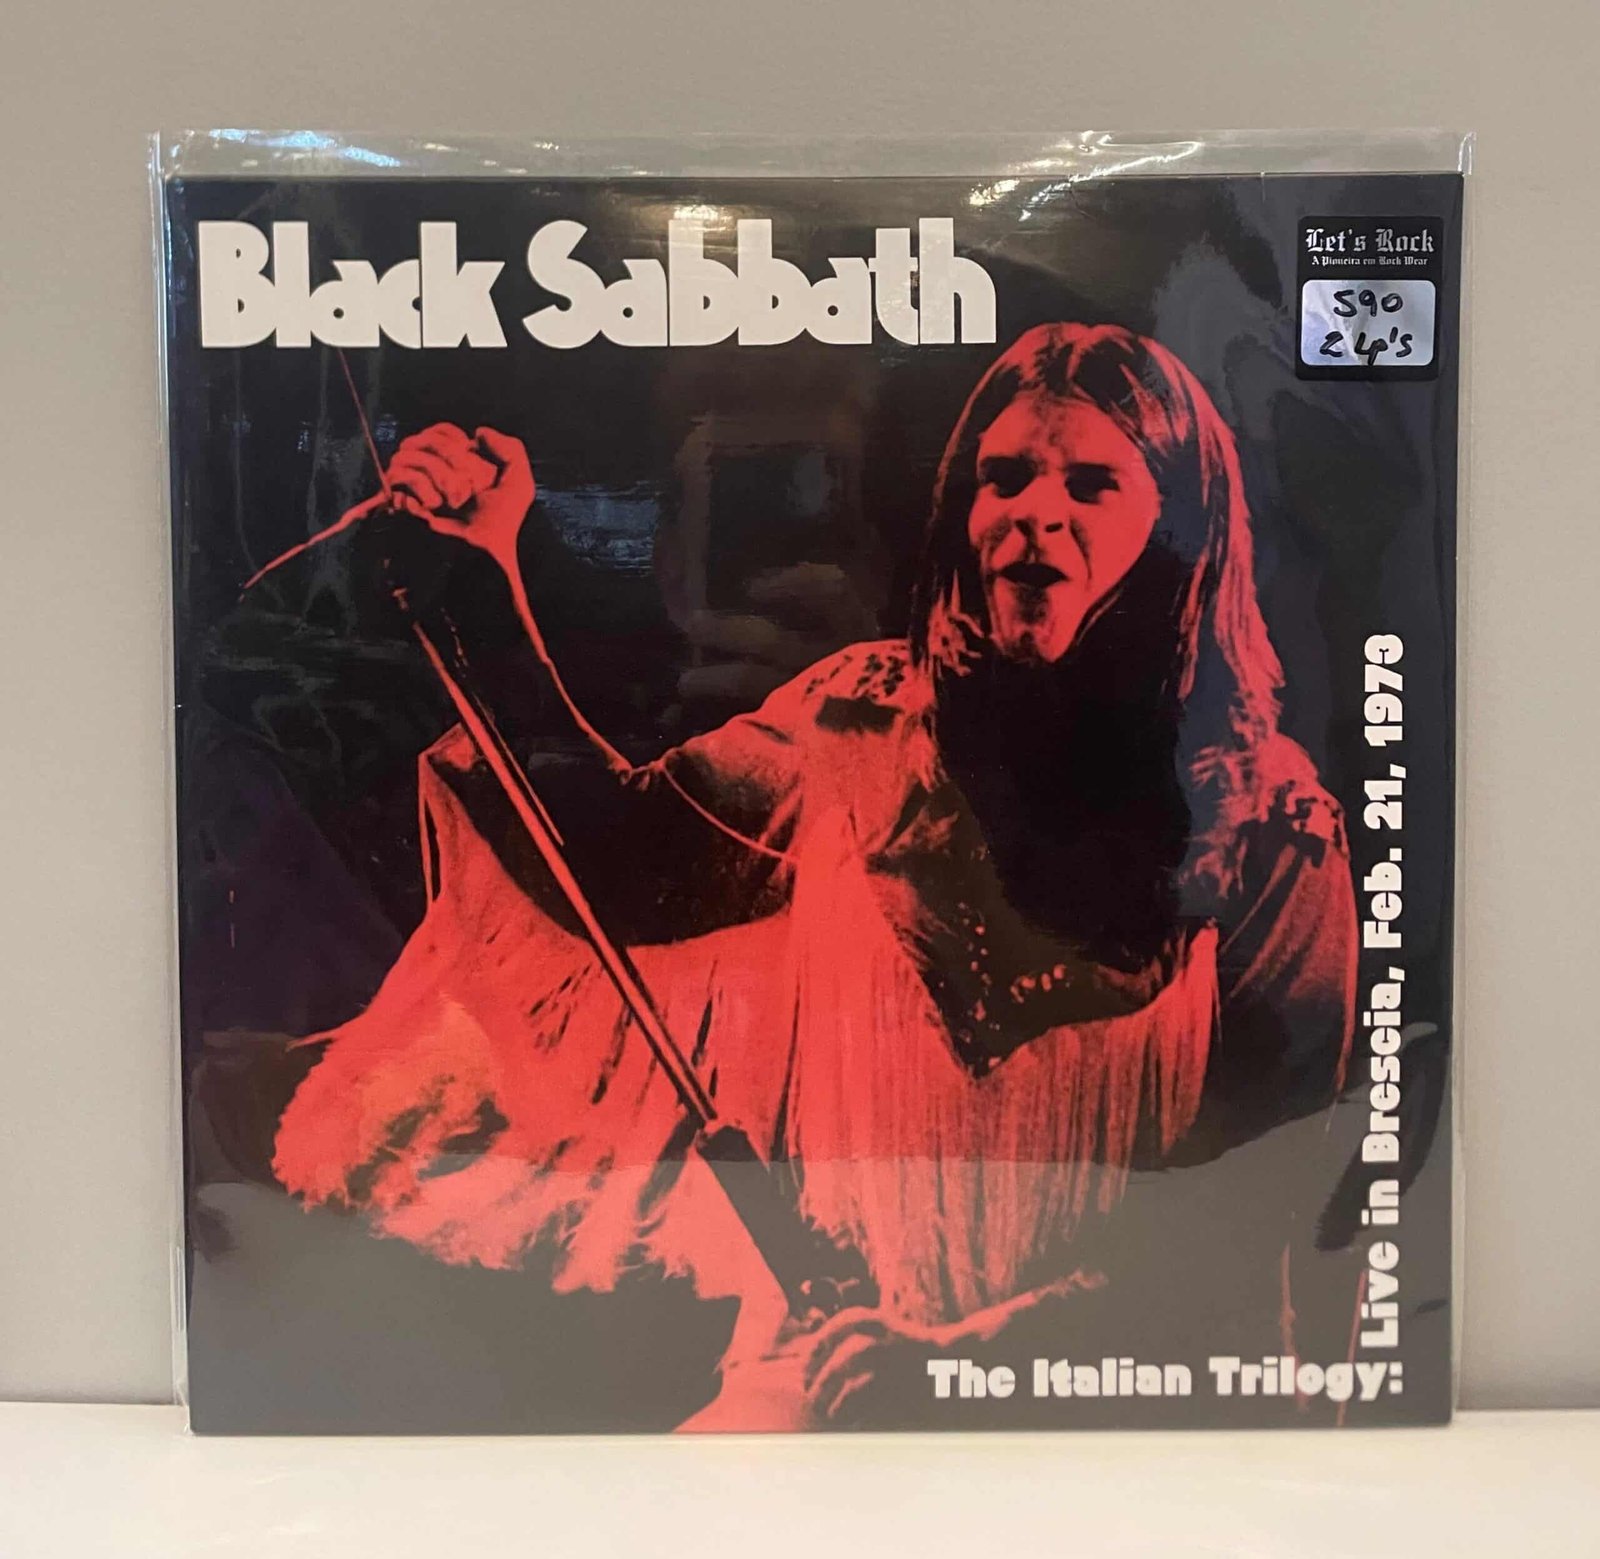 Black Sabbath
Let's Rock
A Pioneira em Rock Wear
590
2 Lp's
The Italian Trilogy:
Live in Brescia, Feb. 21, 1973